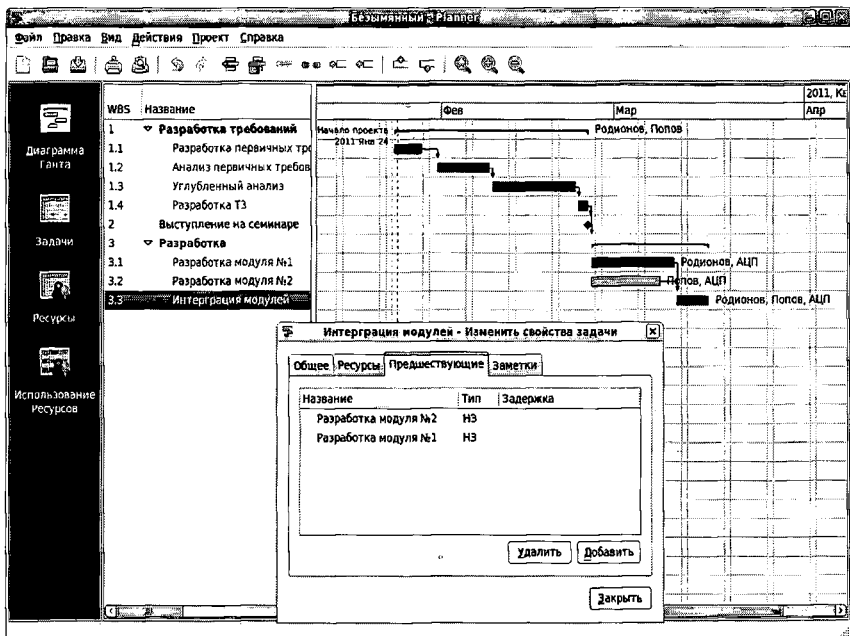 Безымянный - Planner
Файл Правка Вид Действия Проект Справка
2011, Кв
WBS Название
Фев Мар Апр
Диаграмма Ганта
Задачи
Ресурсы
Использование Ресурсов
1 Разработка требований
1.1 Разработка первичных тре
1.2 Анализ первичных требов
1.3 Углубленный анализ
1.4 Разработка ТЗ
2 Выступление на семинаре
3 Разработка
3.1 Разработка модуля №1
3.2 Разработка модуля №2
3.3 Интерграция модулей
Начало проекта
2011 Янв 24
Родионов, Попов
Родионов, АЦП
Попов, АЦП
Родионов, Попов, АЦП
Интерграция модулей - Изменить свойства задачи
Общее Ресурсы Предшествующие Заметки
Название Тип Задержка
Разработка модуля №2 НЗ
Разработка модуля №1 НЗ
Удалить Добавить
Закрыть